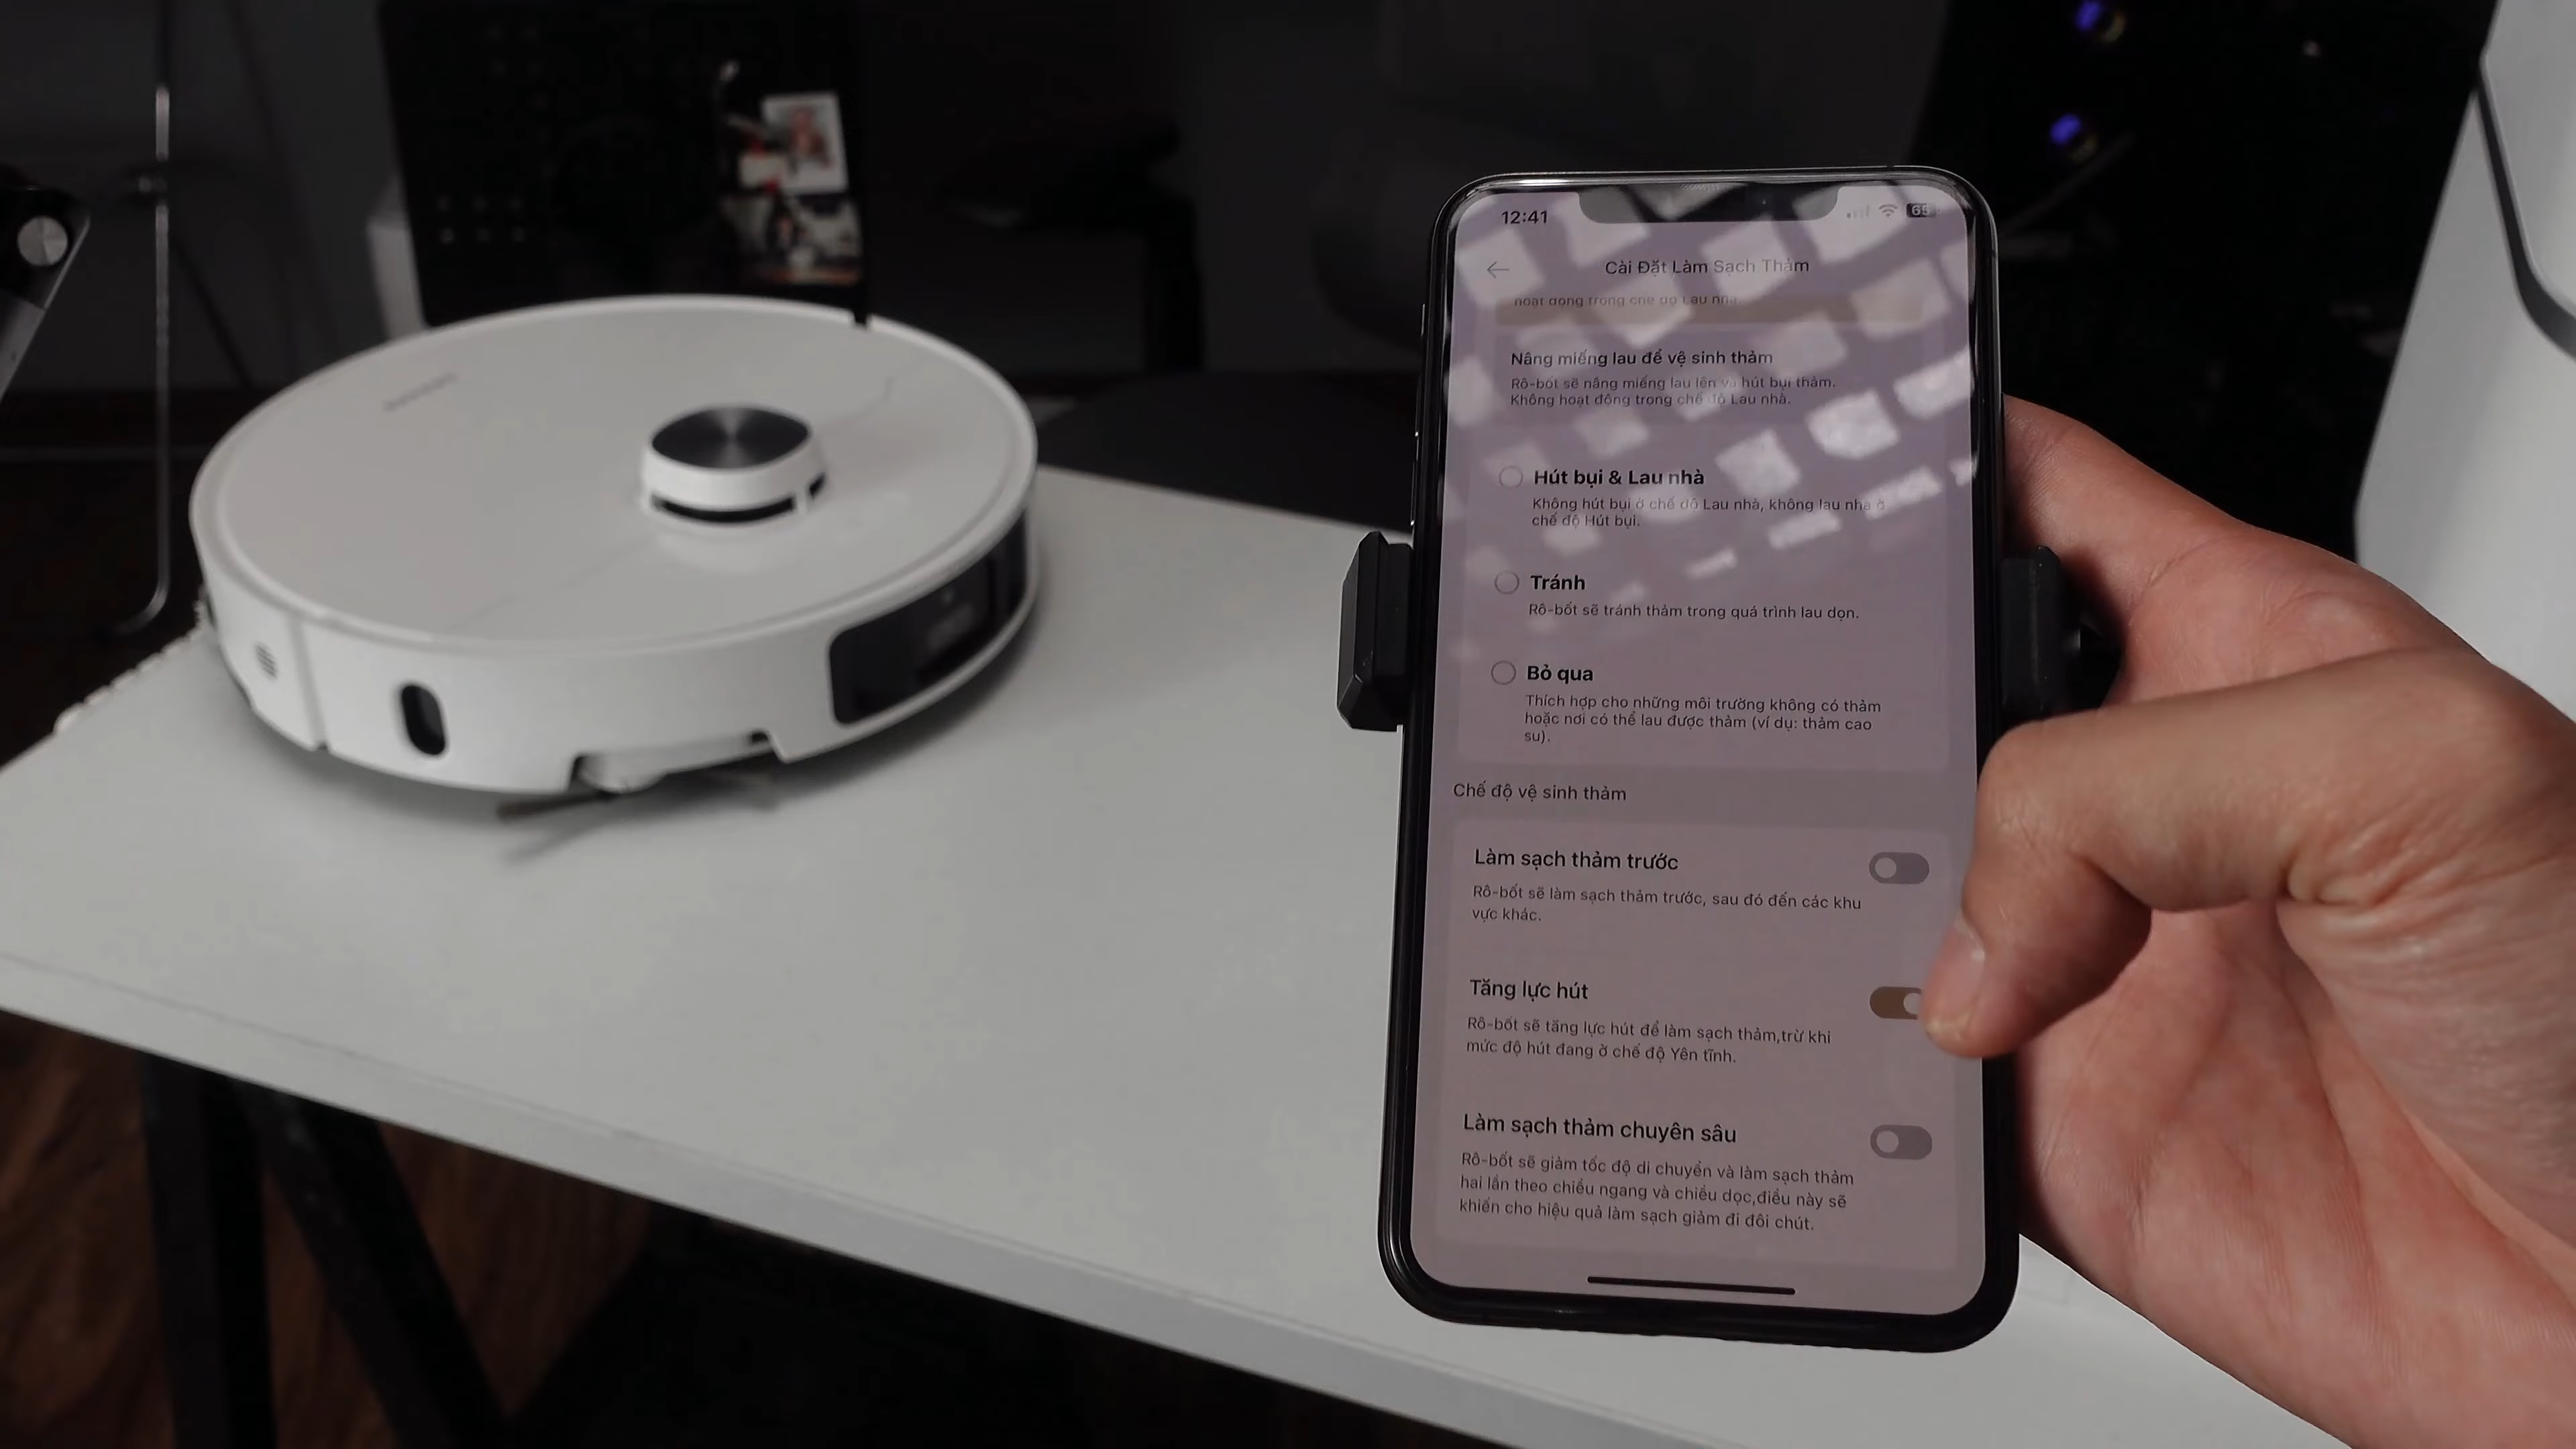 12:41
65
Cài Đặt Làm Sạch Thảm
hoạt động trong chế độ Lau nhà.
Nâng miếng lau để vệ sinh thảm
Rô-bốt sẽ nâng miếng lau lên và hút bụi thảm.
Không hoạt động trong chế độ Lau nhà.
Hút bụi & Lau nhà
Không hút bụi ở chế độ Lau nhà, không lau nhà ở
chế độ Hút bụi.
Tránh
Rô-bốt sẽ tránh thảm trong quá trình lau dọn.
Bỏ qua
Thích hợp cho những môi trường không có thảm
hoặc nơi có thể lau được thảm (ví dụ: thảm cao
su).
Chế độ vệ sinh thảm
Làm sạch thảm trước
Rô-bốt sẽ làm sạch thảm trước, sau đó đến các khu
vực khác.
Tăng lực hút
Rô-bốt sẽ tăng lực hút để làm sạch thảm,trừ khi
mức độ hút đang ở chế độ Yên tĩnh.
Làm sạch thảm chuyên sâu
Rô-bốt sẽ giảm tốc độ di chuyển và làm sạch thảm
hai lần theo chiều ngang và chiều dọc,điều này sẽ
khiến cho hiệu quả làm sạch giảm đi đôi chút.